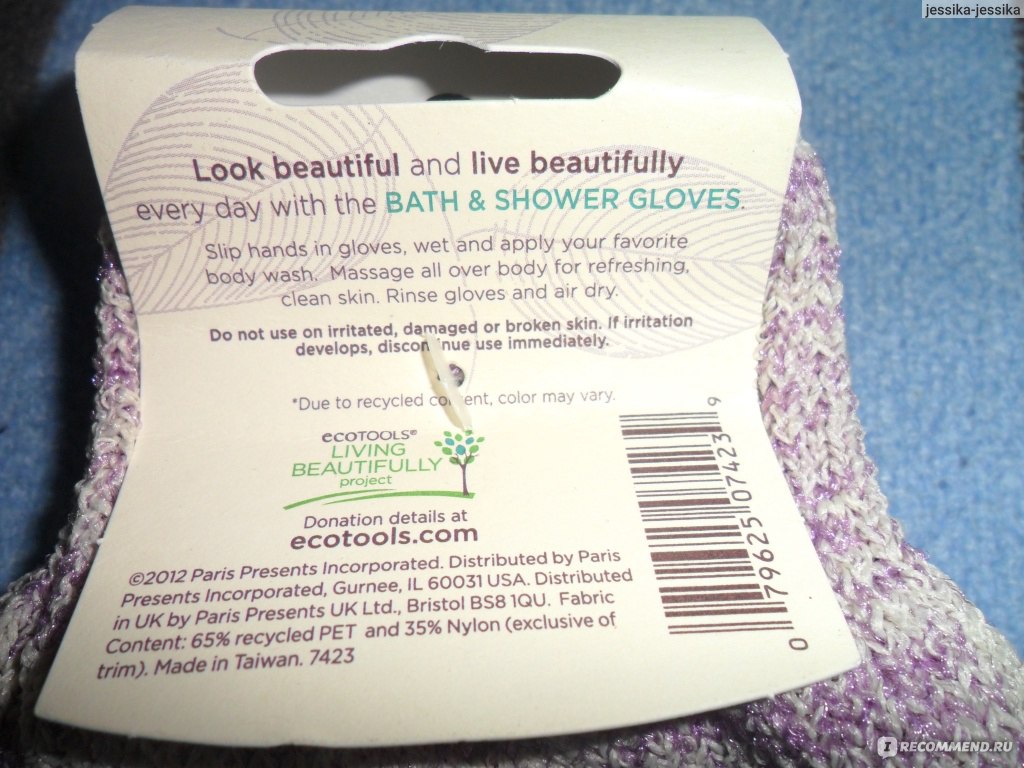 jessika-jessika
Look beautiful and live beautifully
every day with the BATH & SHOWER GLOVES.
Slip hands in gloves, wet and apply your favorite
body wash. Massage all over body for refreshing,
clean skin. Rinse gloves and air dry.
Do not use on irritated, damaged or broken skin. If irritation
develops, discontinue use immediately.
*Due to recycled content, color may vary.
ecoTOOLS®
LIVING
BEAUTIFULLY
project
Donation details at
ecotools.com
©2012 Paris Presents Incorporated. Distributed by Paris
Presents Incorporated, Gurnee, IL 60031 USA. Distributed
in UK by Paris Presents UK Ltd., Bristol BS8 1QU. Fabric
Content: 65% recycled PET and 35% Nylon (exclusive of
trim). Made in Taiwan. 7423
0 79625 07423 9
RECOMMEND.RU